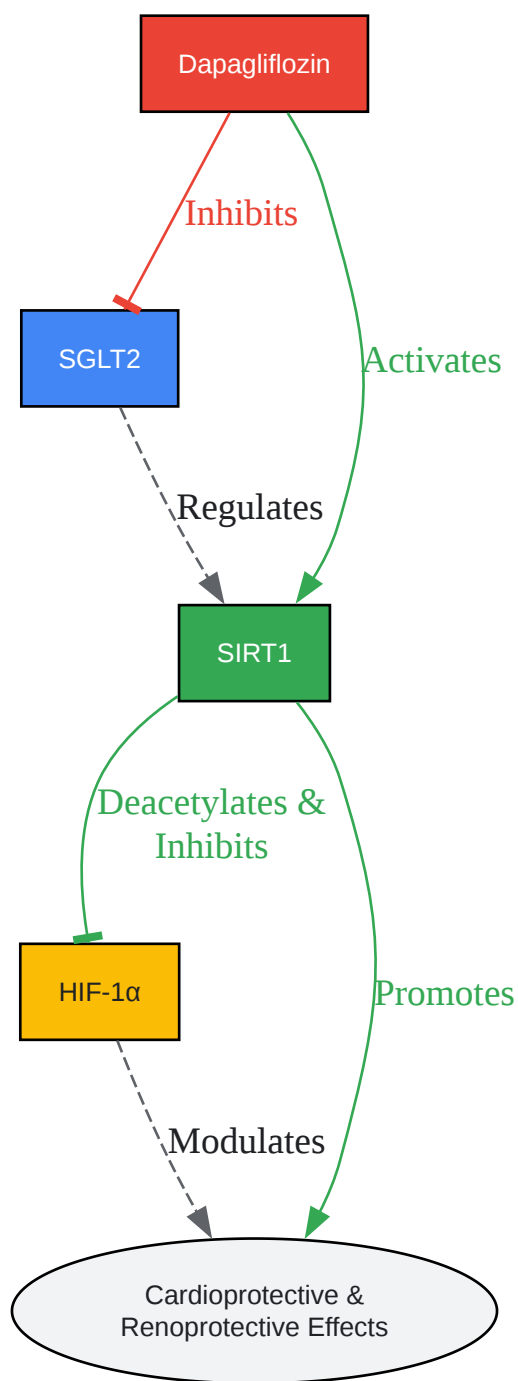 Dapagliflozin
Inhibits
SGLT2
Activates
Regulates
SIRT1
Deacetylates &
Inhibits
HIF-1α
Promotes
Modulates
Cardioprotective &
Renoprotective Effects